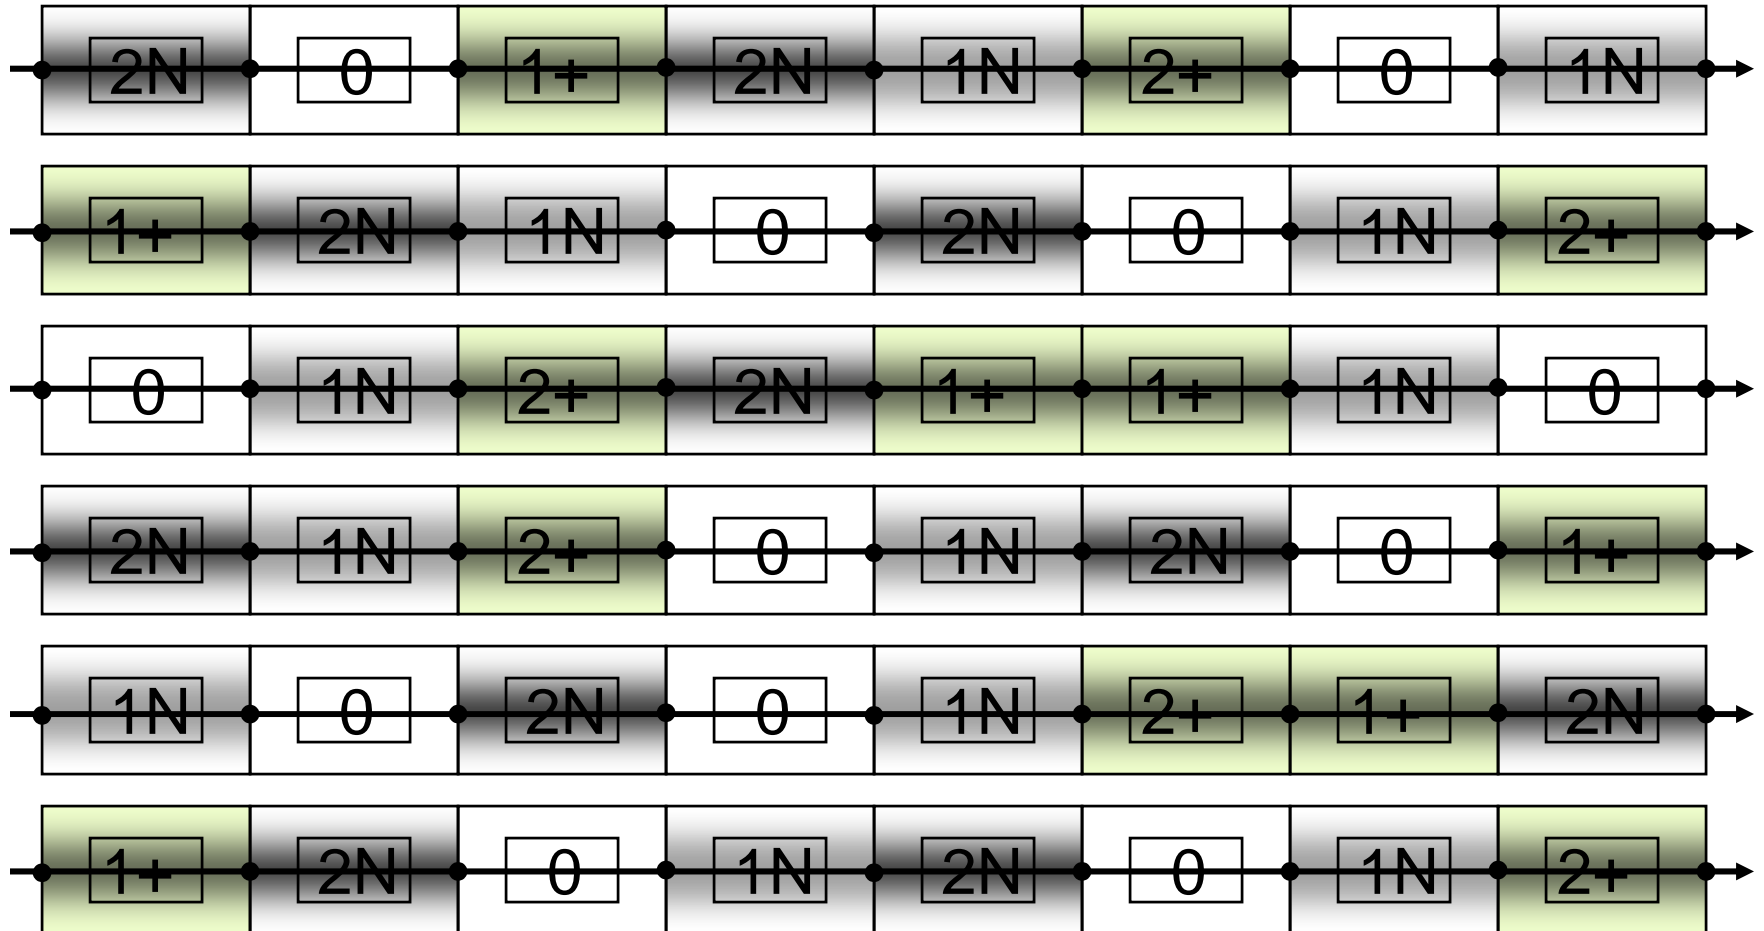 2N 0 1+ 2N 1N 2+ 0 1N
1+ 2N 1N 0 2N 0 1N 2+
0 1N 2+ 2N 1+ 1+ 1N 0
2N 1N 2+ 0 1N 2N 0 1+
1N 0 2N 0 1N 2+ 1+ 2N
1+ 2N 0 1N 2N 0 1N 2+